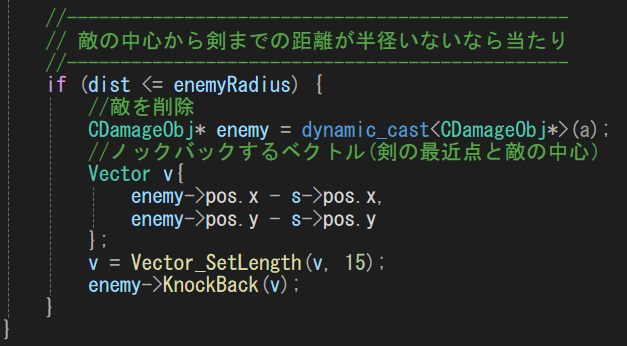 //--------------------------------------------------
// 敵の中心から剣までの距離が半径いないなら当たり
//--------------------------------------------------
if (dist <= enemyRadius) {
//敵を削除
CDamageObj* enemy = dynamic_cast<CDamageObj*>(a);
//ノックバックするベクトル(剣の最近点と敵の中心)
Vector v{
enemy->pos.x - s->pos.x,
enemy->pos.y - s->pos.y
};
v = Vector_SetLength(v, 15);
enemy->KnockBack(v);
}
}